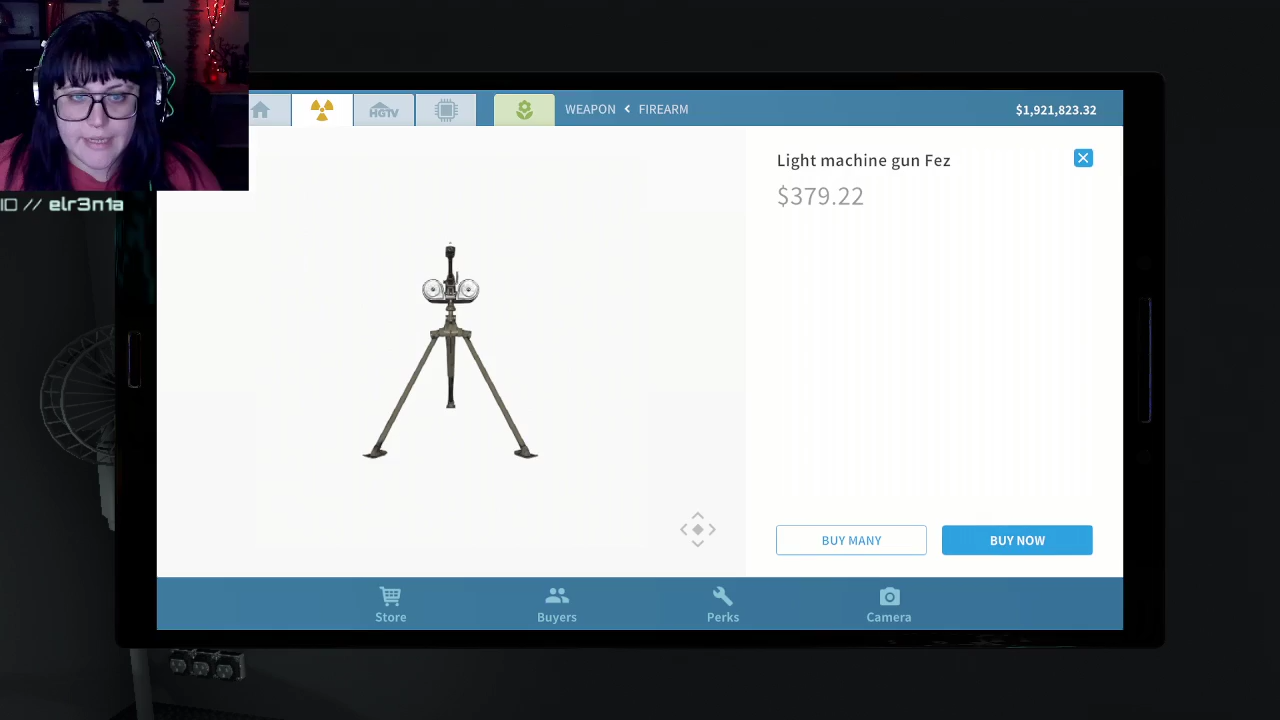 HGTV
WEAPON < FIREARM
$1,921,823.32
Light machine gun Fez
$379.22
ID // elr3n1a
BUY MANY
BUY NOW
Store
Buyers
Perks
Camera